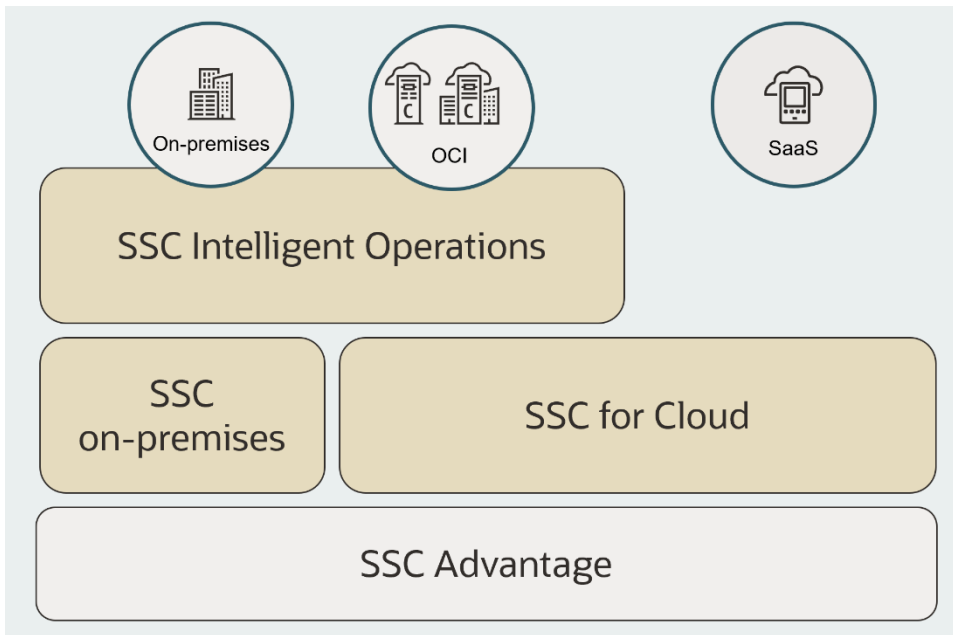 On-premises
OCI
SaaS
SSC Intelligent Operations
SSC
on-premises
SSC for Cloud
SSC Advantage